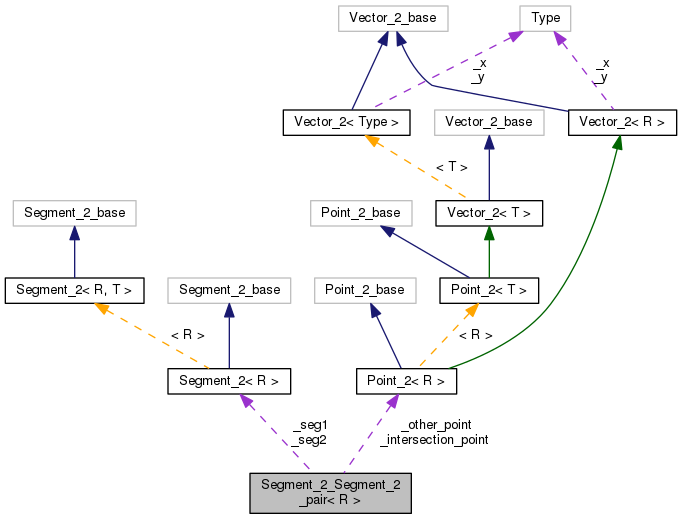 Vector_2_base
Type
_x
_y
_x
_y
Vector_2< Type >
Vector_2_base
Vector_2< R >
< T >
Segment_2_base
Point_2_base
Vector_2< T >
Segment_2< R, T >
Segment_2_base
Point_2_base
Point_2< T >
< R >
< R >
Segment_2< R >
Point_2< R >
_seg1
_seg2
_other_point
_intersection_point
Segment_2_Segment_2
_pair< R >